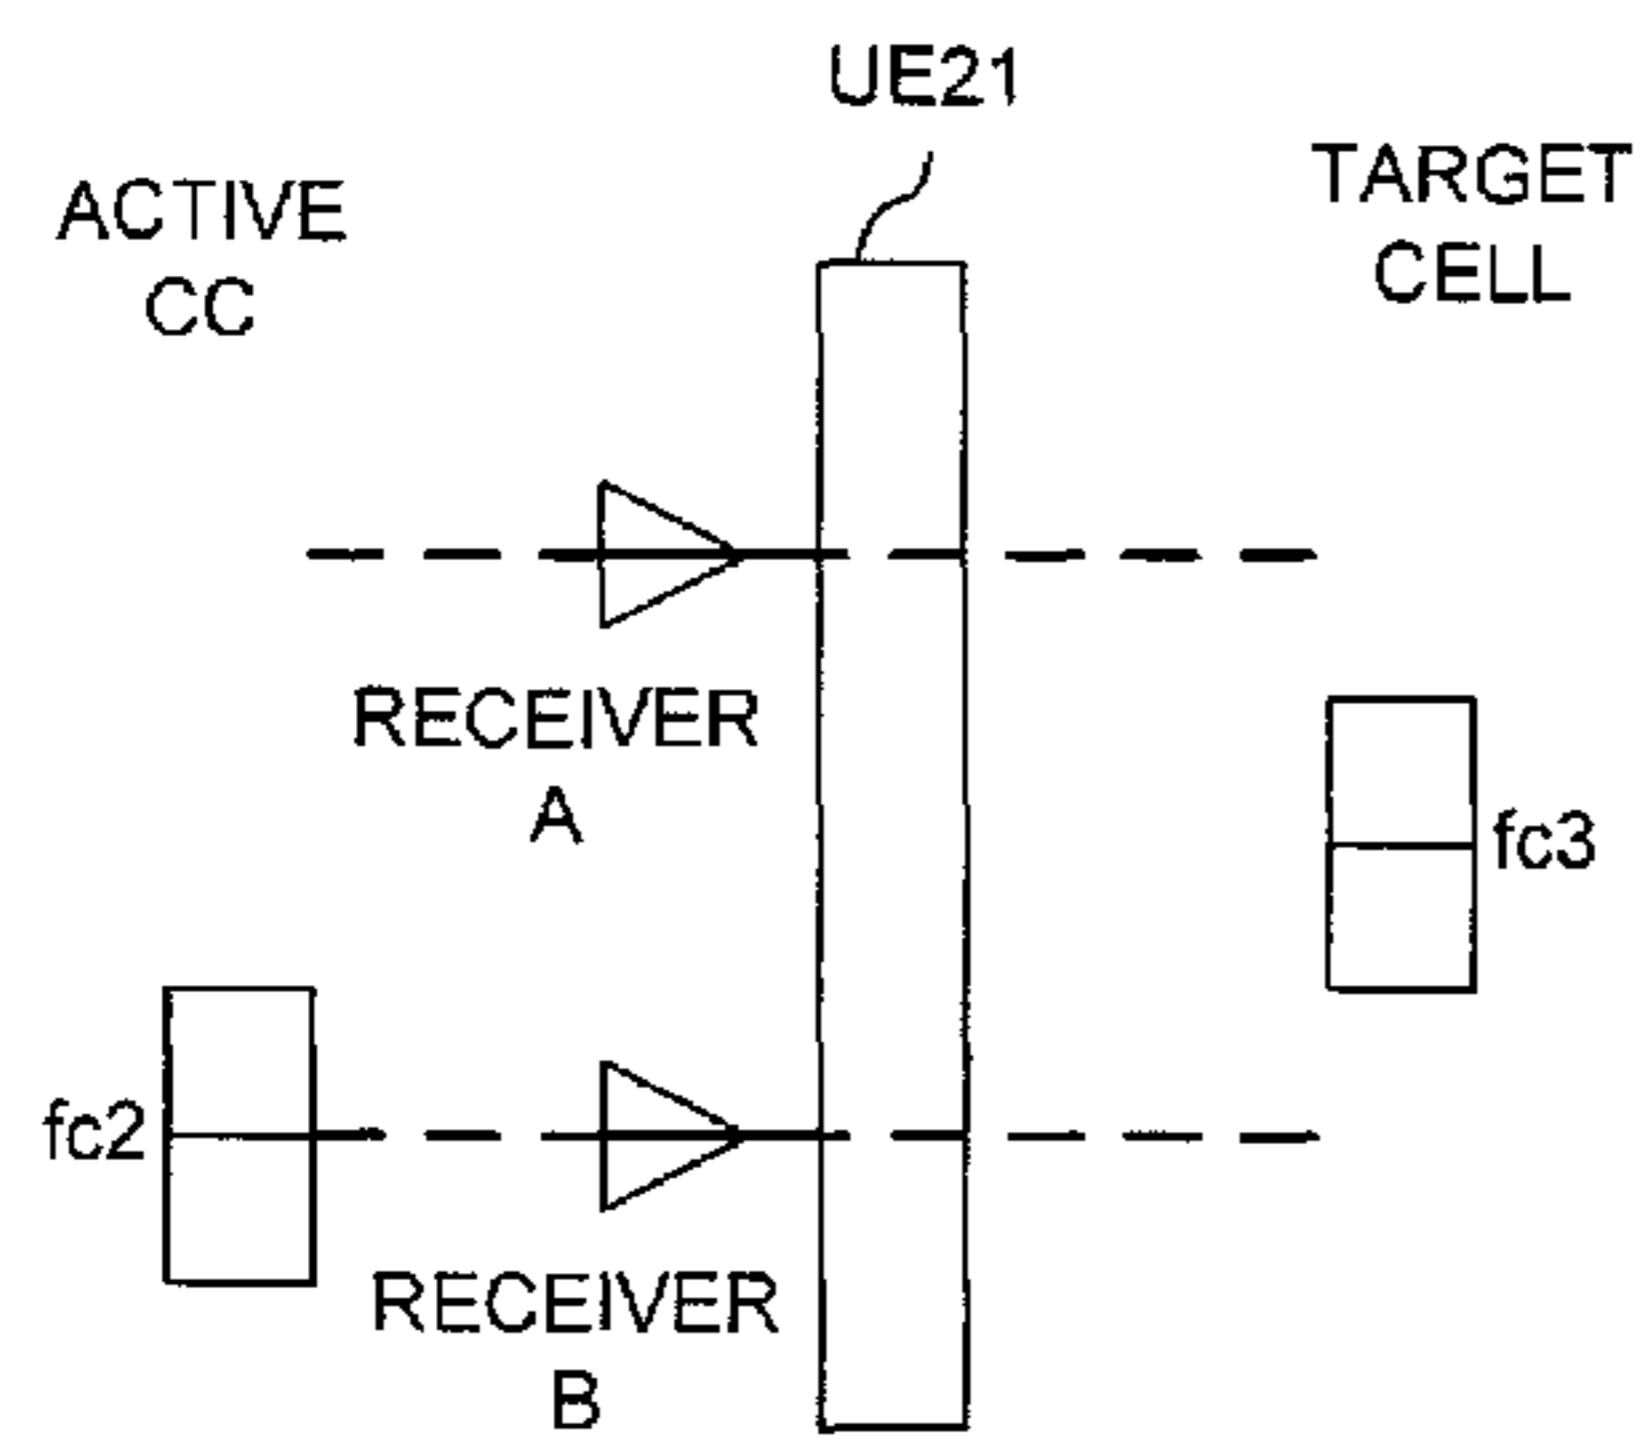 UE21
ACTIVE
CC
TARGET
CELL
RECEIVER
A
fc3
fc2
RECEIVER
B